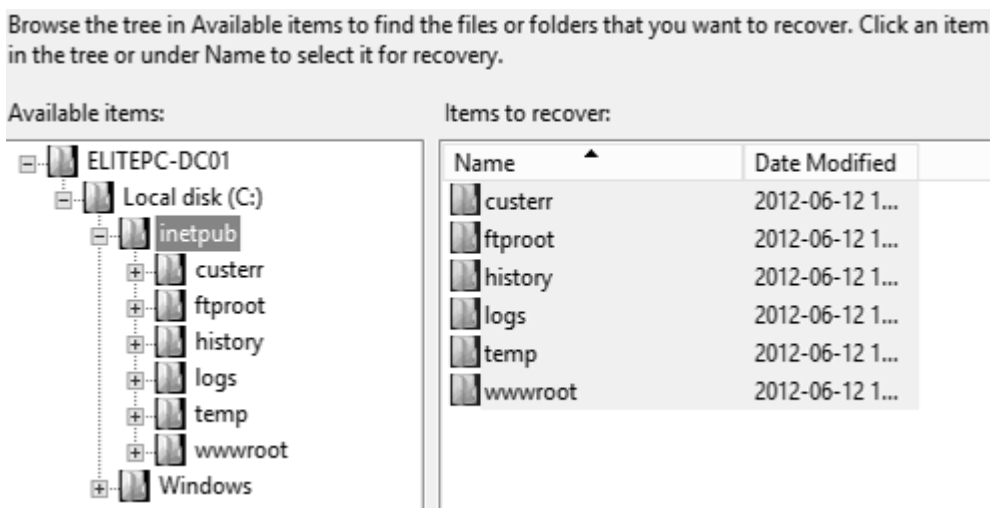 Browse the tree in Available items to find the files or folders that you want to recover. Click an item
in the tree or under Name to select it for recovery.
Available items:
ELITEPC-DC01
Local disk (C:)
inetpub
custerr
ftproot
history
logs
temp
wwwroot
Windows
Items to recover:
Name Date Modified
custerr 2012-06-12 1...
ftproot 2012-06-12 1...
history 2012-06-12 1...
logs 2012-06-12 1...
temp 2012-06-12 1...
wwwroot 2012-06-12 1...